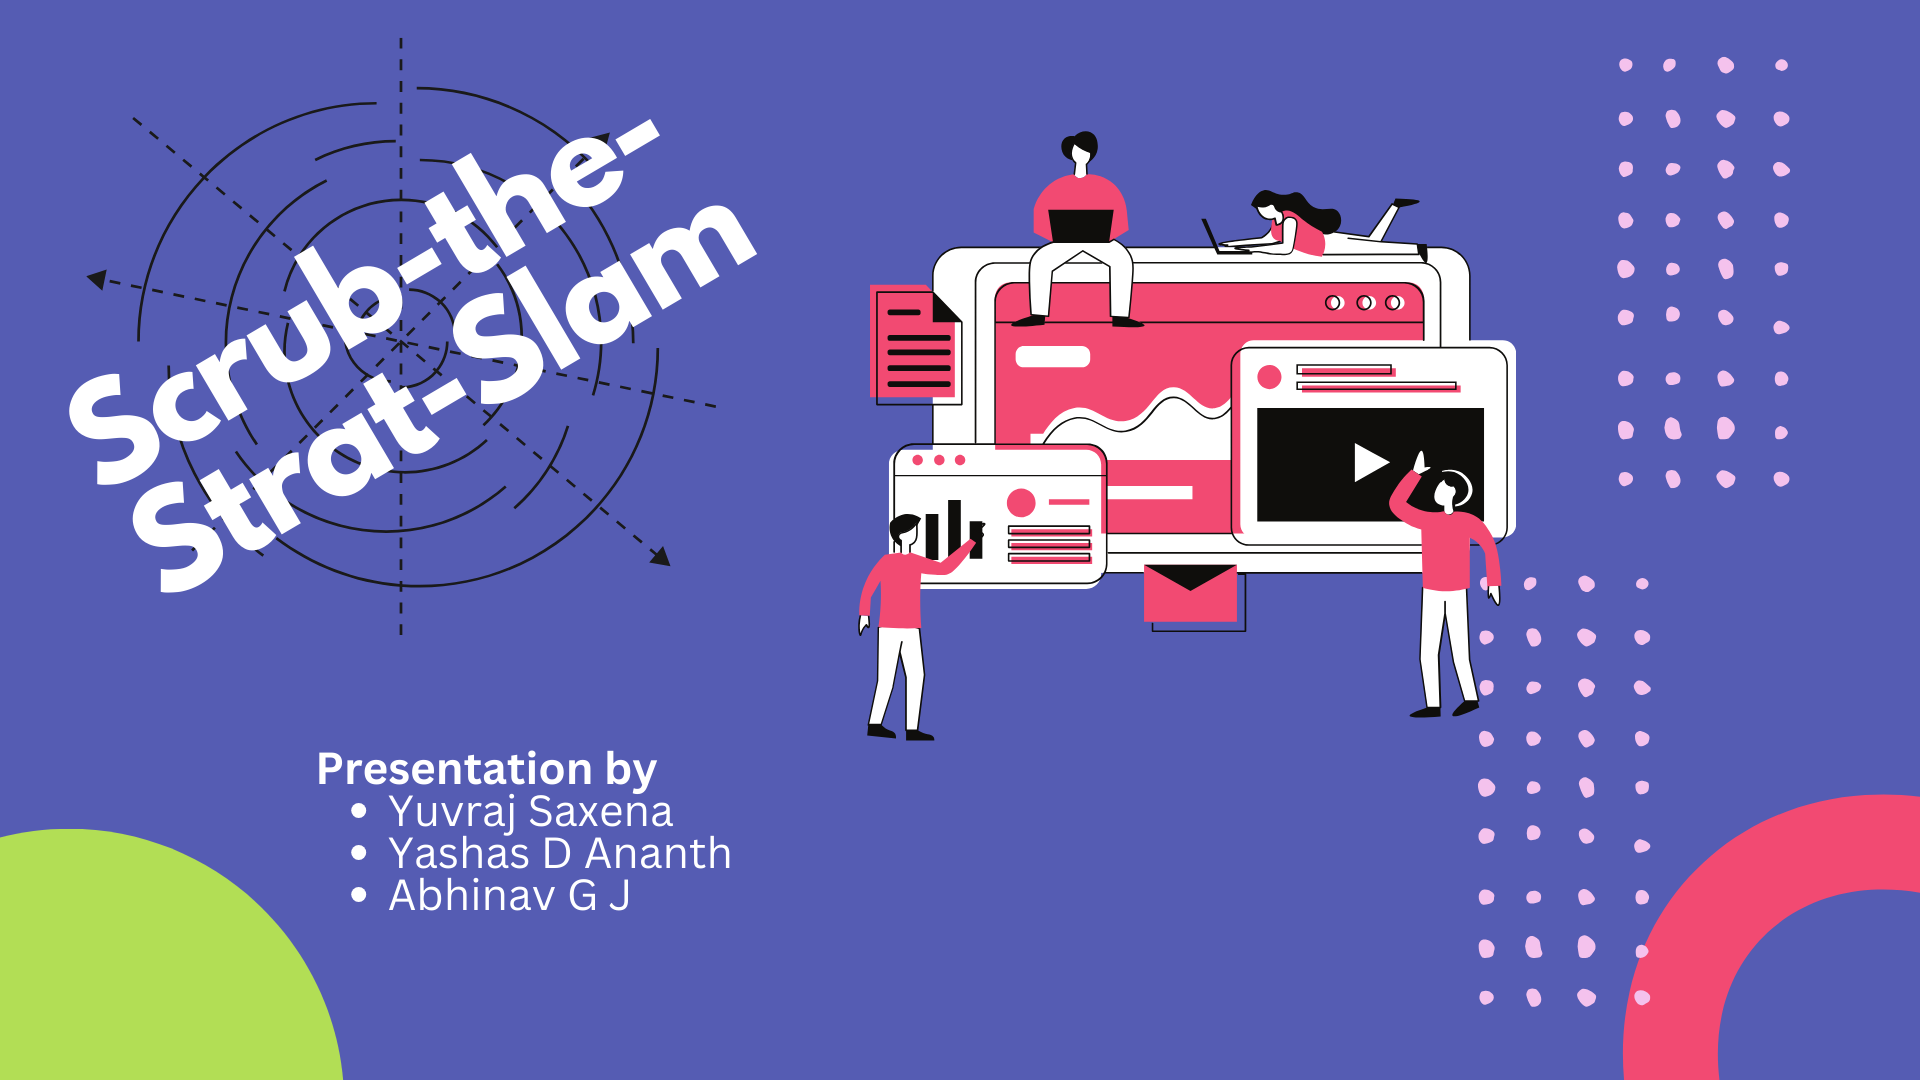 Scrub-the-
Strat-Slam
Presentation by
• Yuvraj Saxena
• Yashas D Ananth
• Abhinav G J